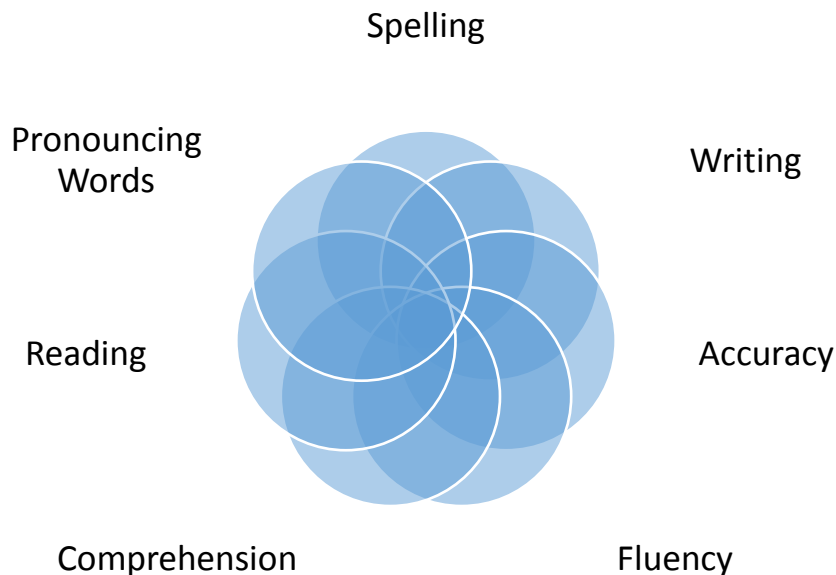 Spelling
Pronouncing
Words
Writing
Reading
Accuracy
Comprehension
Fluency